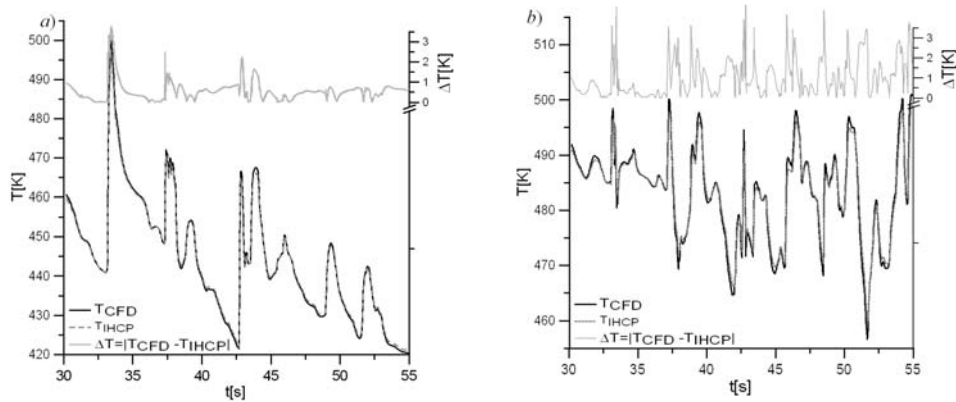 a)
T[K]
500
490
485
470
460
450
440
430
420
3
2
1
0
ΔT[K]
TCFD
TIHCP
ΔT=|TCFD -TIHCP|
30
35
40
45
50
55
t[s]
b)
T[K]
510
500
490
480
470
460
3
2
1
0
ΔT[K]
TCFD
TIHCP
ΔT=|TCFD -TIHCP|
30
35
40
45
50
55
t[s]